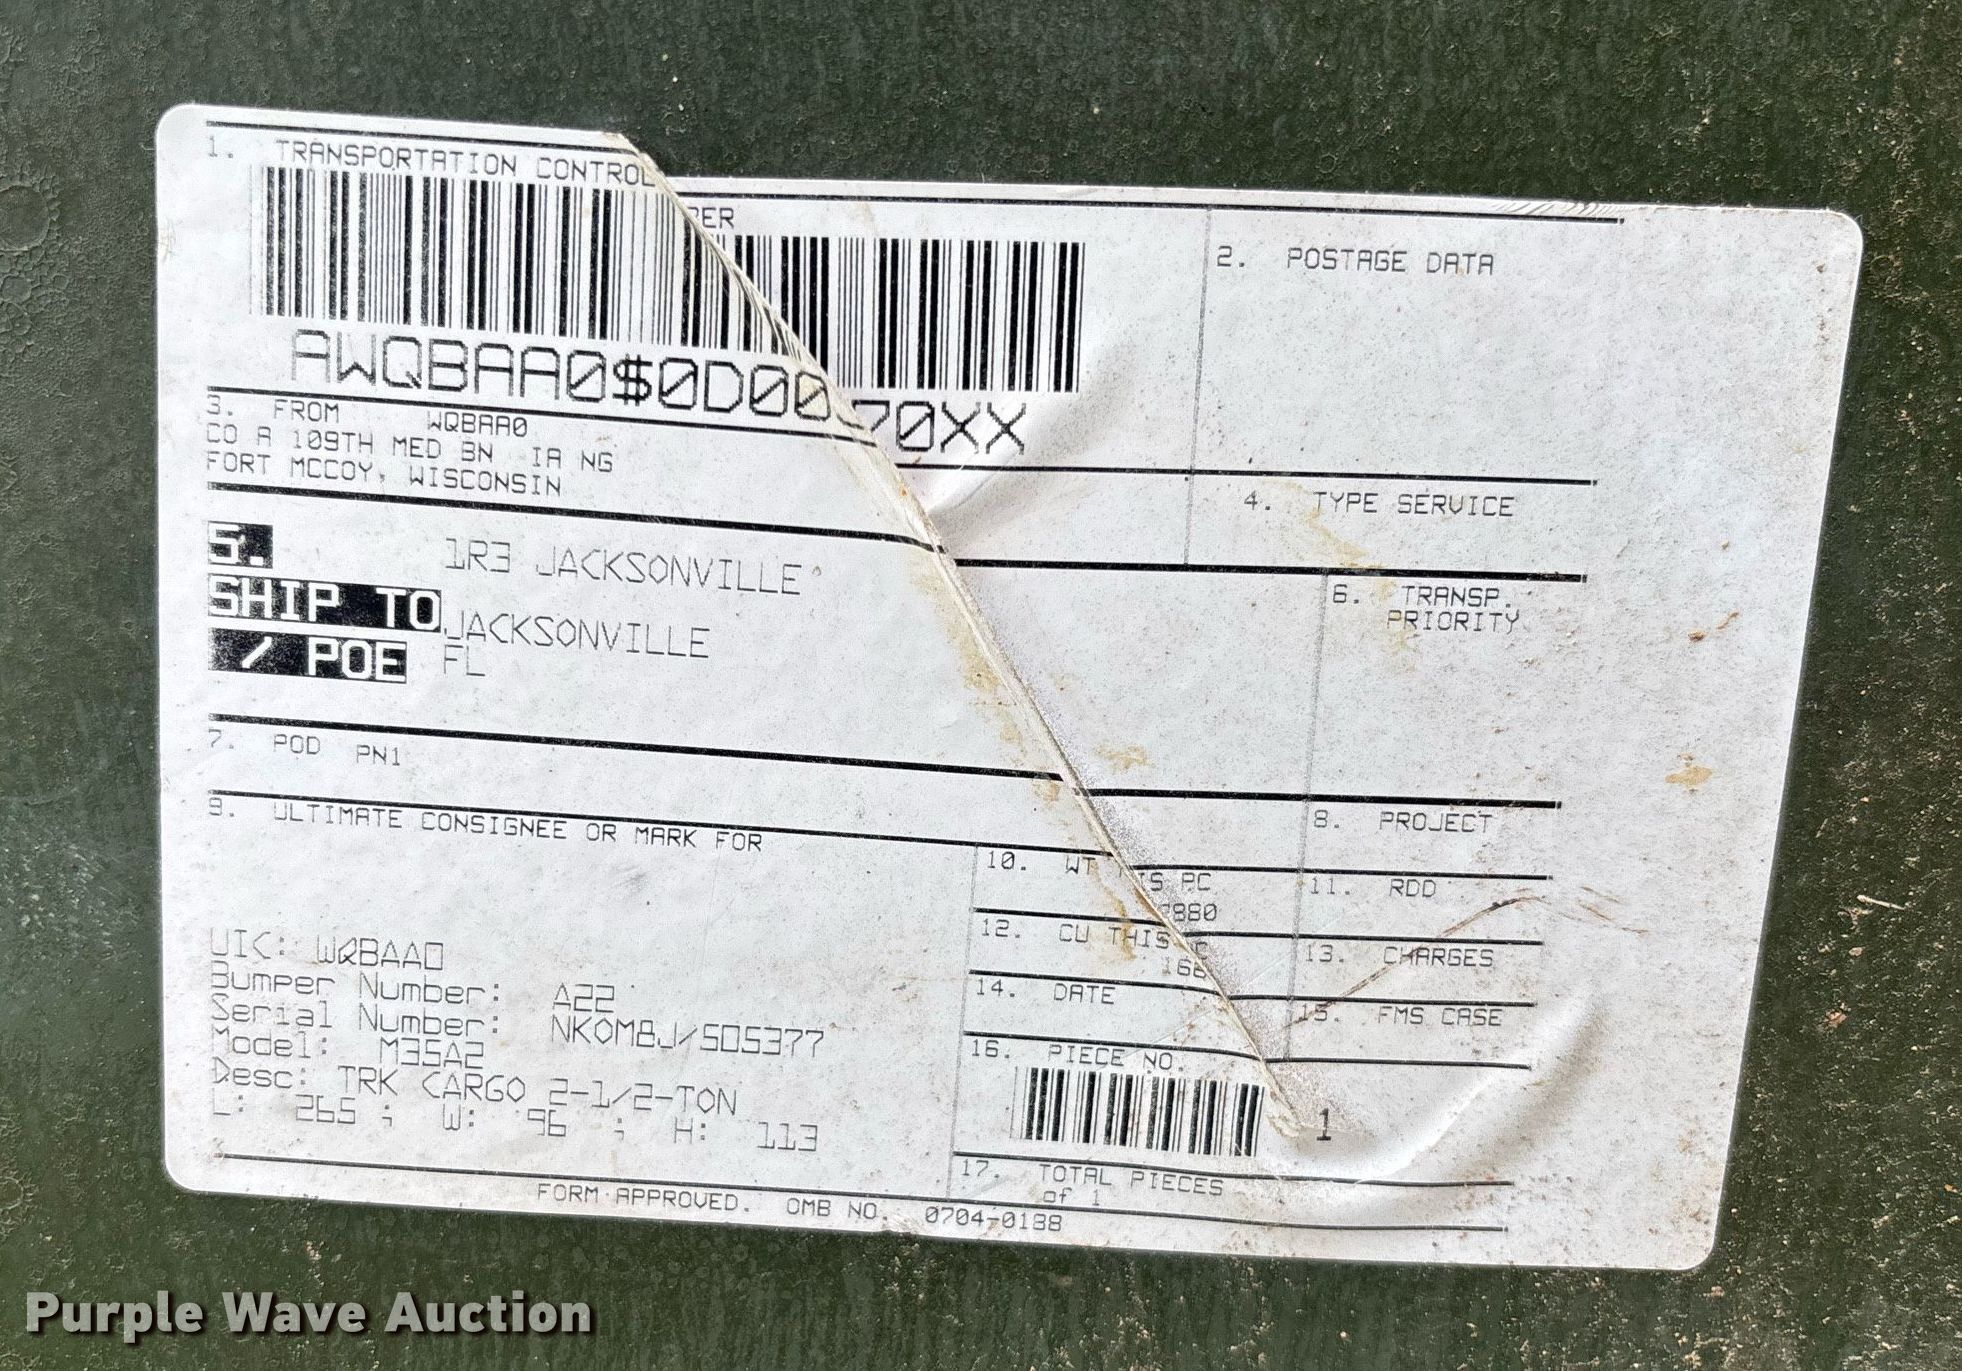 1. TRANSPORTATION CONTROL
2. POSTAGE DATA
AWQBAA0$0D00 70XX
3. FROM WQBAA0
CO A 109TH MED BN IA NG
FORT MCCOY, WISCONSIN
4. TYPE SERVICE
5.
SHIP TO
/ POE
1R3 JACKSONVILLE
JACKSONVILLE
FL
6. TRANSP.
PRIORITY
7. POD PN1
8. PROJECT
9. ULTIMATE CONSIGNEE OR MARK FOR
UIC: WQBAA0
Bumper Number: A22
Serial Number: NK0M8J/505377
Model: M35A2
Desc: TRK CARGO 2-1/2-TON
L: 265 ; W: 96 ; H: 113
10. WT PC
11. RDD
12. CU THIS
13. CHARGES
14. DATE
15. FMS CASE
16. PIECE NO.
1
17. TOTAL PIECES
of 1
FORM APPROVED. OMB NO. 0704-0188
Purple Wave Auction